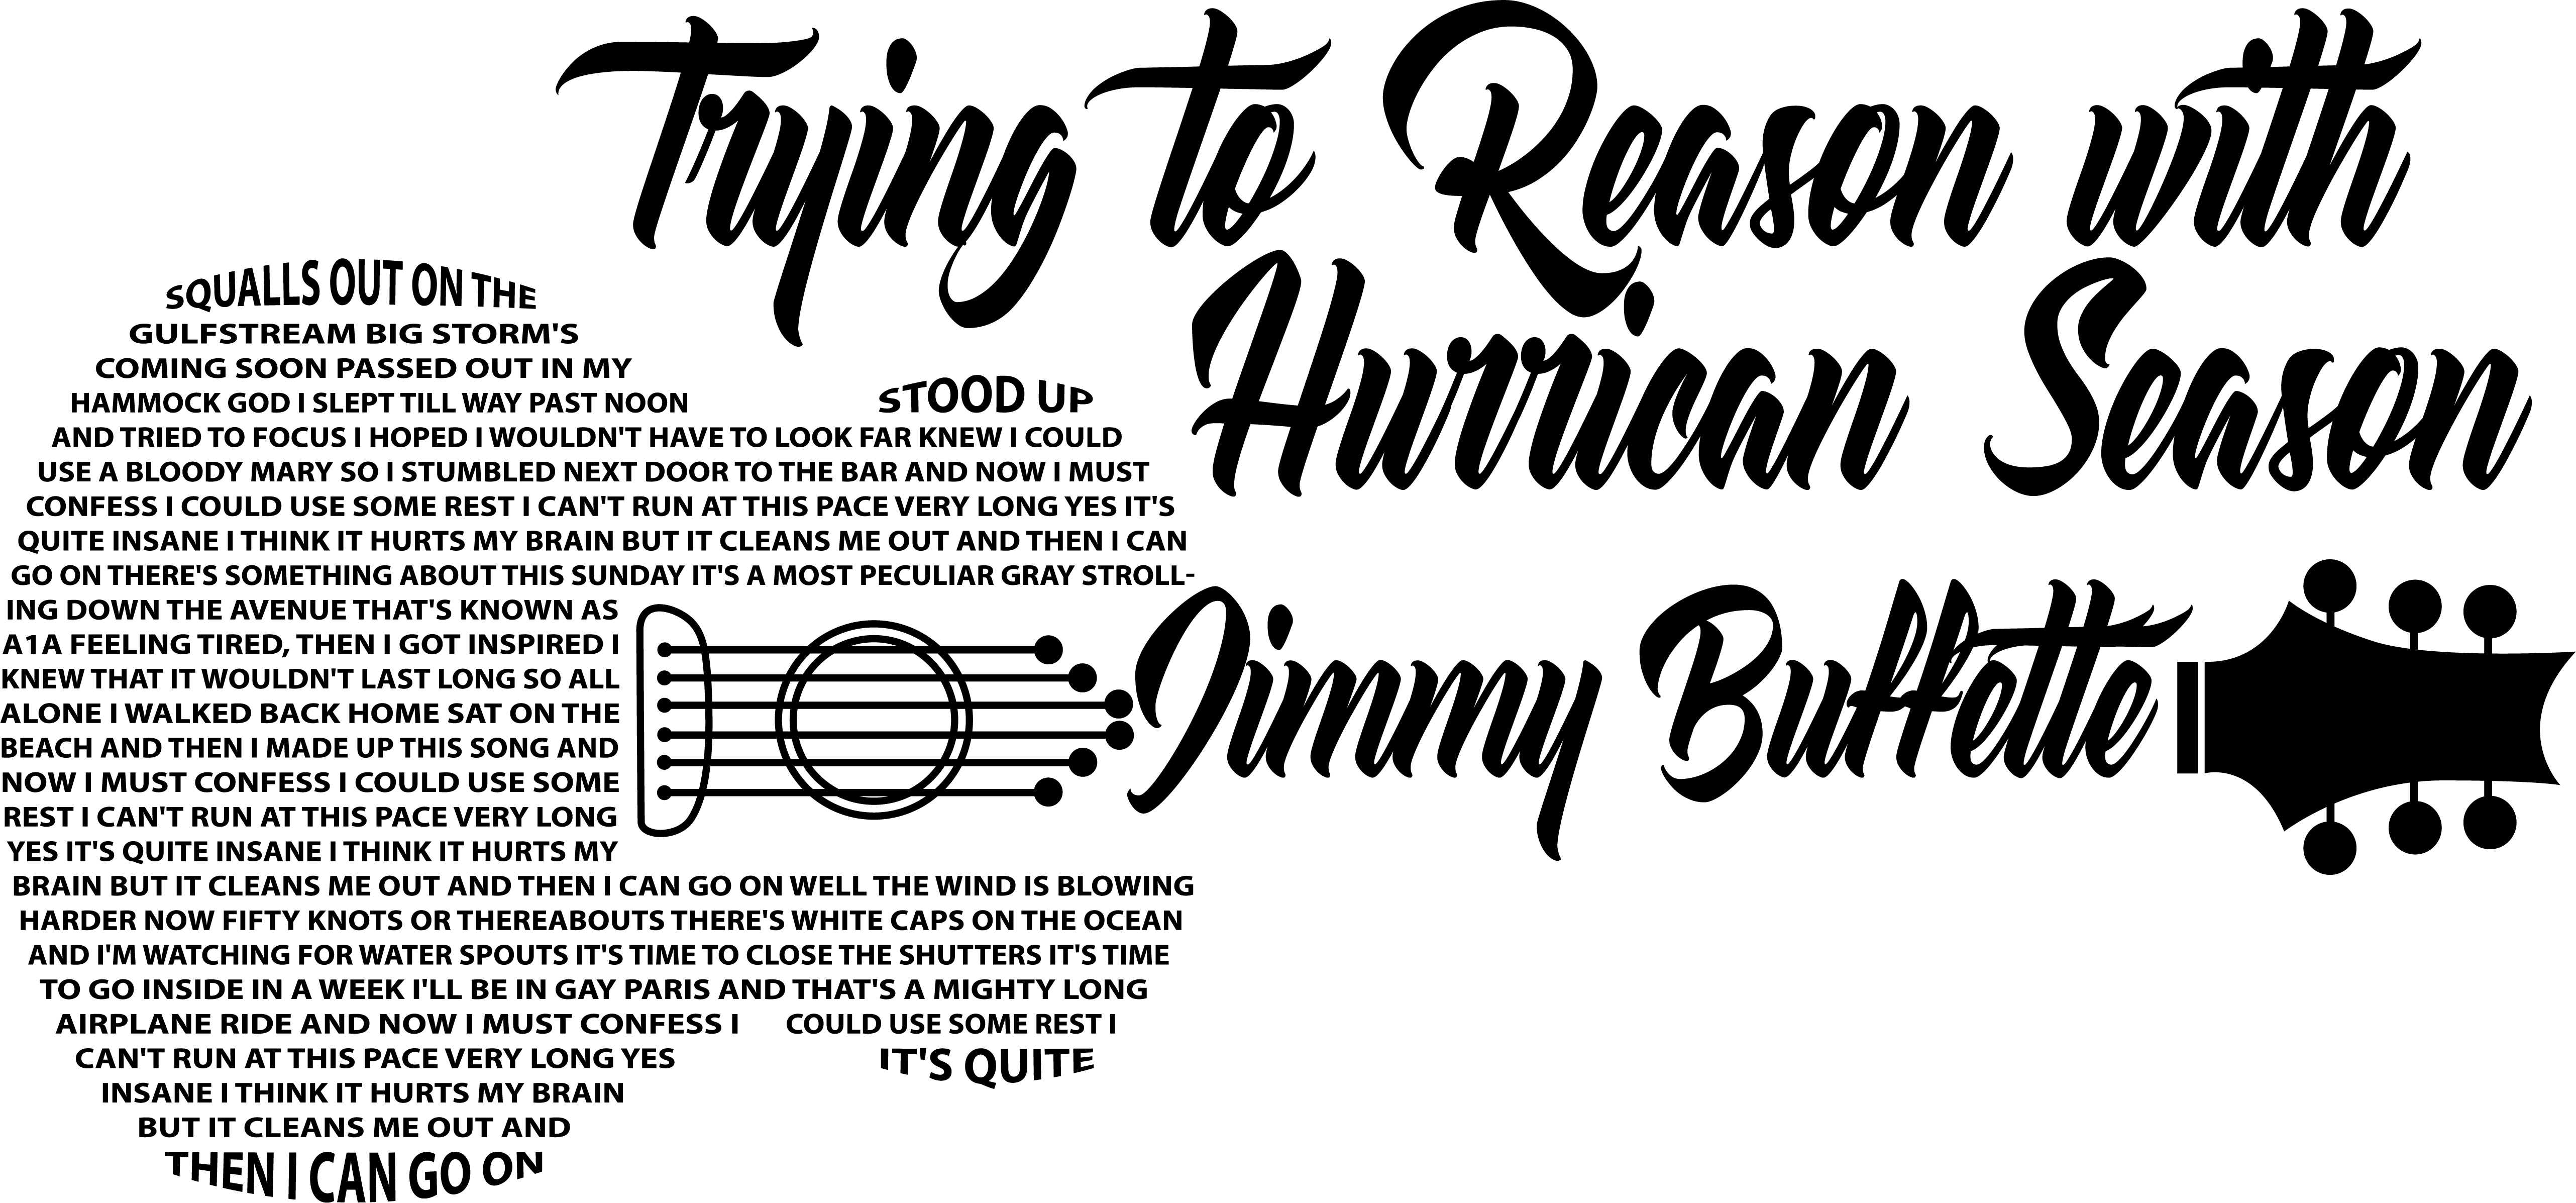 Trying to Reason with
Hurrican Season
SQUALLS OUT ON THE
GULFSTREAM BIG STORM'S
COMING SOON PASSED OUT IN MY
HAMMOCK GOD I SLEPT TILL WAY PAST NOON
STOOD UP
AND TRIED TO FOCUS I HOPED I WOULDN'T HAVE TO LOOK FAR KNEW I COULD
USE A BLOODY MARY SO I STUMBLED NEXT DOOR TO THE BAR AND NOW I MUST
CONFESS I COULD USE SOME REST I CAN'T RUN AT THIS PACE VERY LONG YES IT'S
QUITE INSANE I THINK IT HURTS MY BRAIN BUT IT CLEANS ME OUT AND THEN I CAN
GO ON THERE'S SOMETHING ABOUT THIS SUNDAY IT'S A MOST PECULIAR GRAY STROLL-
ING DOWN THE AVENUE THAT'S KNOWN AS
A1A FEELING TIRED, THEN I GOT INSPIRED I
KNEW THAT IT WOULDN'T LAST LONG SO ALL
ALONE I WALKED BACK HOME SAT ON THE
BEACH AND THEN I MADE UP THIS SONG AND
NOW I MUST CONFESS I COULD USE SOME
REST I CAN'T RUN AT THIS PACE VERY LONG
YES IT'S QUITE INSANE I THINK IT HURTS MY
BRAIN BUT IT CLEANS ME OUT AND THEN I CAN GO ON WELL THE WIND IS BLOWING
HARDER NOW FIFTY KNOTS OR THEREABOUTS THERE'S WHITE CAPS ON THE OCEAN
AND I'M WATCHING FOR WATER SPOUTS IT'S TIME TO CLOSE THE SHUTTERS IT'S TIME
TO GO INSIDE IN A WEEK I'LL BE IN GAY PARIS AND THAT'S A MIGHTY LONG
AIRPLANE RIDE AND NOW I MUST CONFESS I COULD USE SOME REST I
CAN'T RUN AT THIS PACE VERY LONG YES
IT'S QUITE
INSANE I THINK IT HURTS MY BRAIN
BUT IT CLEANS ME OUT AND
THEN I CAN GO ON
Jimmy Buffette